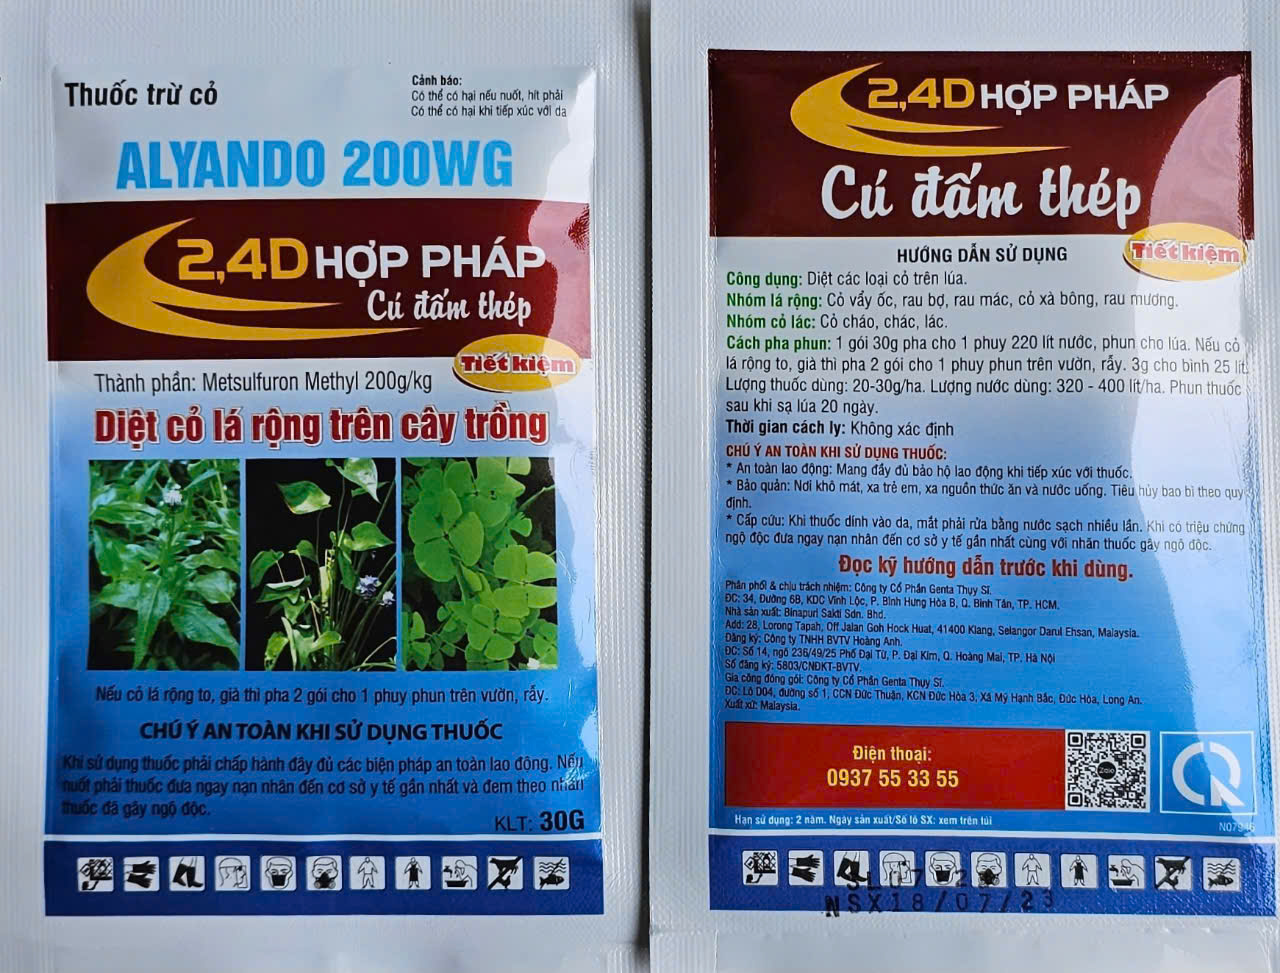 Thuốc trừ cỏ
Cảnh báo:
Có thể có hại nếu nuốt, hít phải
Có thể có hại khi tiếp xúc với da
ALYANDO 200WG
2,4D HỢP PHÁP
Cú đấm thép
Tiết kiệm
Thành phần: Metsulfuron Methyl 200g/kg
Diệt cỏ lá rộng trên cây trồng
Nếu cỏ lá rộng to, già thì pha 2 gói cho 1 phuy phun trên vườn, rẫy.
CHÚ Ý AN TOÀN KHI SỬ DỤNG THUỐC
Khi sử dụng thuốc phải chấp hành đầy đủ các biện pháp an toàn lao động. Nếu
nuốt phải thuốc đưa ngay nạn nhân đến cơ sở y tế gần nhất và đem theo nhãn
thuốc đã gây ngộ độc.
KLT: 30G
2,4D HỢP PHÁP
Cú đấm thép
Tiết kiệm
HƯỚNG DẪN SỬ DỤNG
Công dụng: Diệt các loại cỏ trên lúa.
Nhóm lá rộng: Cỏ vẩy ốc, rau bợ, rau mác, cỏ xà bông, rau mương.
Nhóm cỏ lác: Cỏ cháo, chác, lác.
Cách pha phun: 1 gói 30g pha cho 1 phuy 220 lít nước, phun cho lúa. Nếu cỏ
lá rộng to, già thì pha 2 gói cho 1 phuy phun trên vườn, rẫy. 3g cho bình 25 lít.
Lượng thuốc dùng: 20-30g/ha. Lượng nước dùng: 320 - 400 lít/ha. Phun thuốc
sau khi sạ lúa 20 ngày.
Thời gian cách ly: Không xác định
CHÚ Ý AN TOÀN KHI SỬ DỤNG THUỐC:
* An toàn lao động: Mang đầy đủ bảo hộ lao động khi tiếp xúc với thuốc.
* Bảo quản: Nơi khô mát, xa trẻ em, xa nguồn thức ăn và nước uống. Tiêu hủy bao bì theo quy
định.
* Cấp cứu: Khi thuốc dính vào da, mắt phải rửa bằng nước sạch nhiều lần. Khi có triệu chứng
ngộ độc đưa ngay nạn nhân đến cơ sở y tế gần nhất cùng với nhãn thuốc gây ngộ độc.
Đọc kỹ hướng dẫn trước khi dùng.
Phân phối & chịu trách nhiệm: Công ty Cổ Phần Genta Thụy Sĩ.
ĐC: 34, Đường 6B, KDC Vĩnh Lộc, P. Bình Hưng Hòa B, Q. Bình Tân, TP. HCM.
Nhà sản xuất: Binapuri Sakti Sdn. Bhd.
Add: 28, Lorong Tapah, Off Jalan Goh Hock Huat, 41400 Klang, Selangor Darul Ehsan, Malaysia.
Đăng ký: Công ty TNHH BVTV Hoàng Anh.
ĐC: Số 14, ngõ 236/49/25 Phố Đại Từ, P. Đại Kim, Q. Hoàng Mai, TP. Hà Nội
Số đăng ký: 5803/CNĐKT-BVTV.
Gia công đóng gói: Công ty Cổ Phần Genta Thụy Sĩ.
ĐC: Lô D04, đường số 1, CCN Đức Thuận, KCN Đức Hòa 3, Xã Mỹ Hạnh Bắc, Đức Hòa, Long An.
Xuất xứ: Malaysia.
Điện thoại:
0937 55 33 55
Zalo
Hạn sử dụng: 2 năm. Ngày sản xuất/Số lô SX: xem trên túi
NSX18/07/23